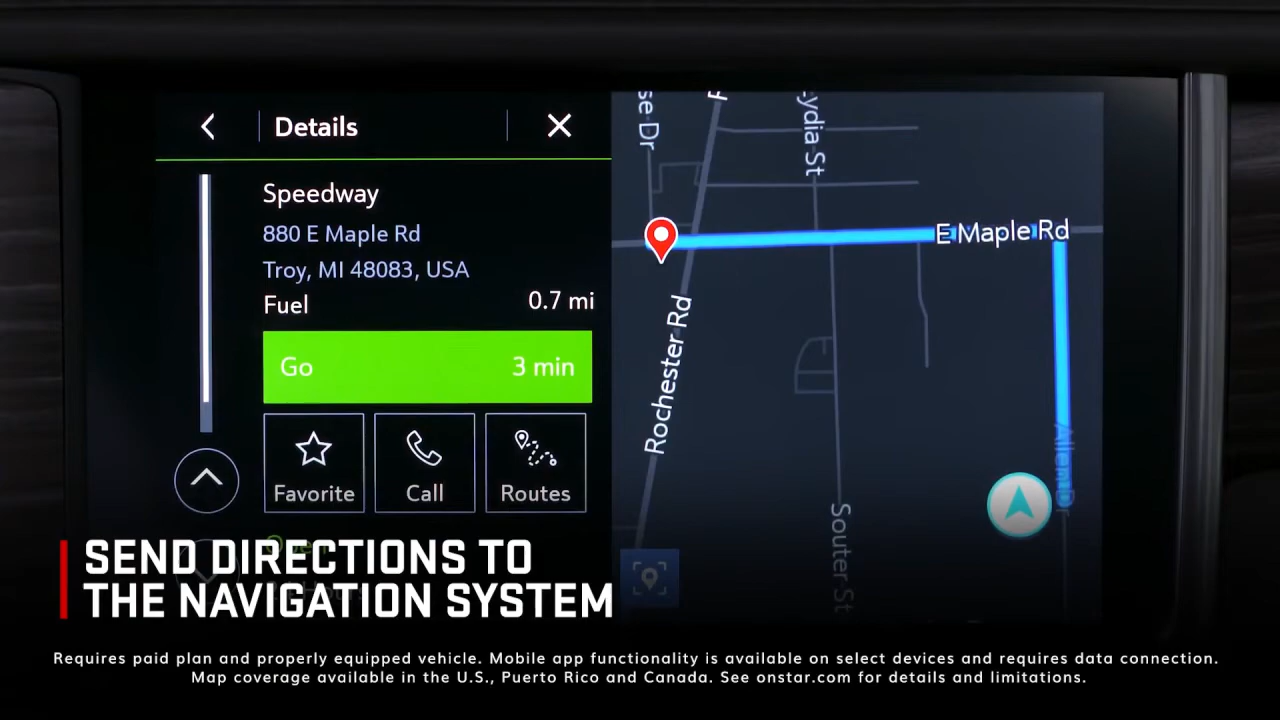 Details
Speedway
880 E Maple Rd
Troy, MI 48083, USA
Fuel
0.7 mi
Go
3 min
Favorite
Call
Routes
Open
se Dr
Lydia St
E Maple Rd
Rochester Rd
Souter St
SEND DIRECTIONS TO
THE NAVIGATION SYSTEM
Requires paid plan and properly equipped vehicle. Mobile app functionality is available on select devices and requires data connection.
Map coverage available in the U.S., Puerto Rico and Canada. See onstar.com for details and limitations.